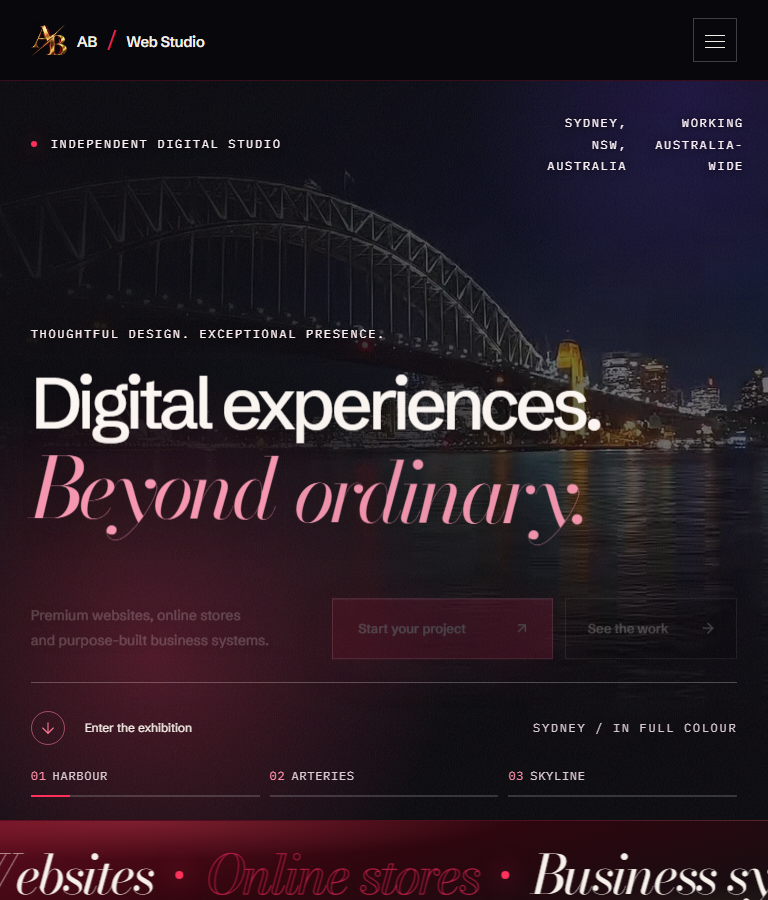 AB
AB / Web Studio
INDEPENDENT DIGITAL STUDIO
SYDNEY,
NSW,
AUSTRALIA
WORKING
AUSTRALIA-
WIDE
THOUGHTFUL DESIGN. EXCEPTIONAL PRESENCE.
Digital experiences.
Beyond ordinary.
Premium websites, online stores
and purpose-built business systems.
Start your project
See the work
Enter the exhibition
SYDNEY / IN FULL COLOUR
01 HARBOUR
02 ARTERIES
03 SKYLINE
Websites • Online stores • Business sy